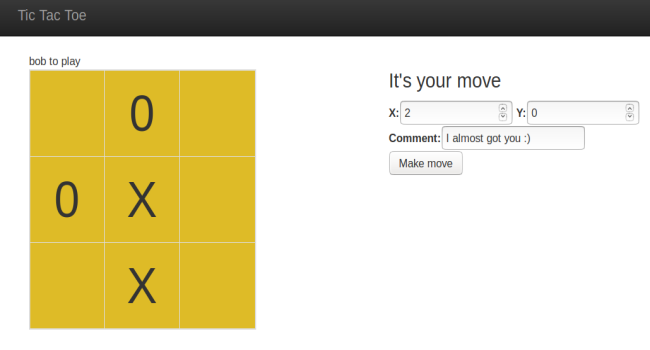 Tic Tac Toe
bob to play
0
0 X
X
It's your move
X: 2 Y: 0
Comment: I almost got you :)
Make move